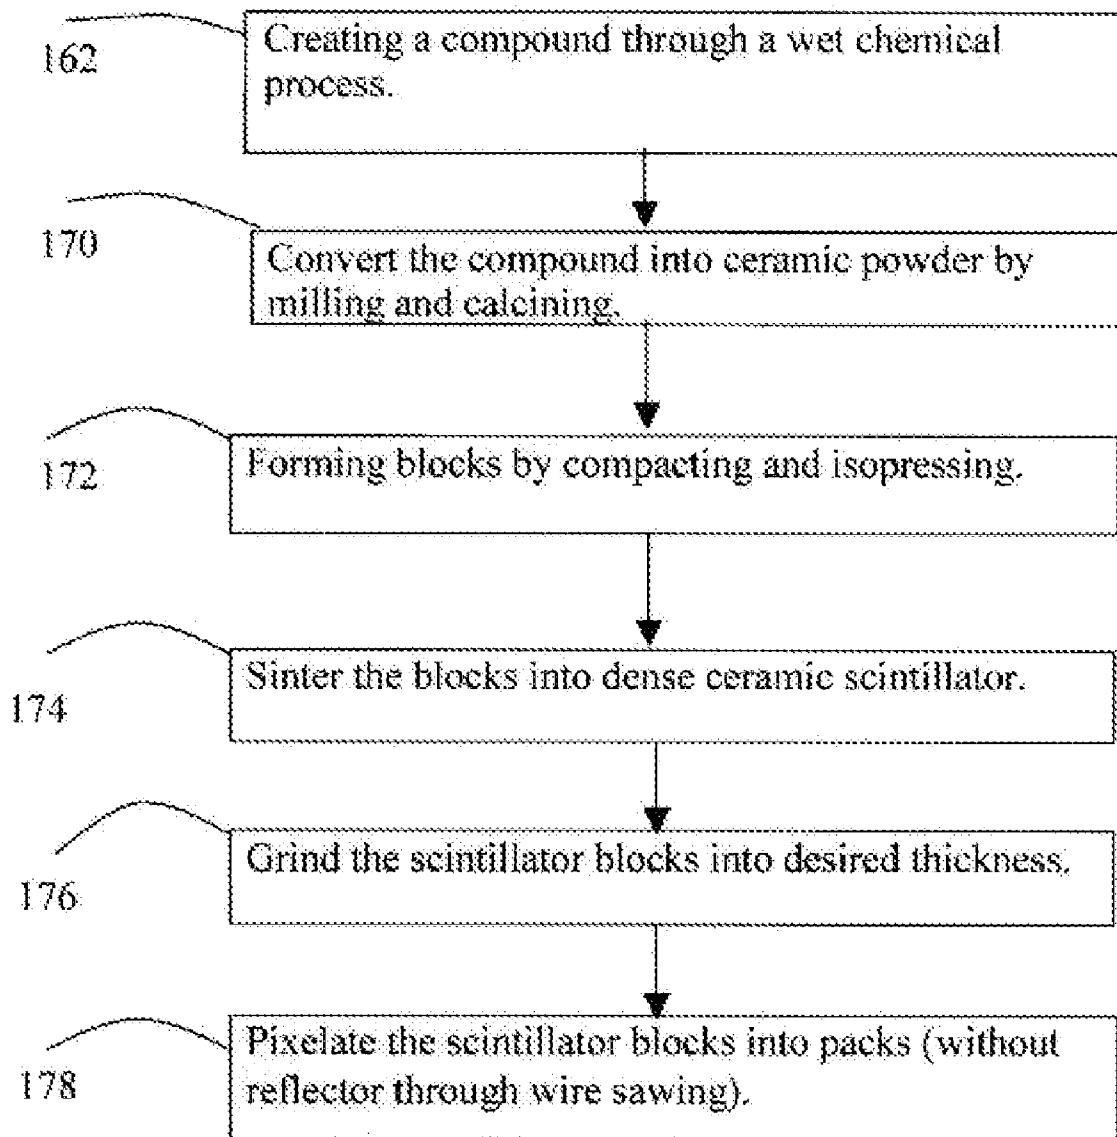 162
Creating a compound through a wet chemical
process.
170
Convert the compound into ceramic powder by
milling and calcining.
172
Forming blocks by compacting and isopressing.
174
Sinter the blocks into dense ceramic scintillator.
176
Grind the scintillator blocks into desired thickness.
178
Pixelate the scintillator blocks into packs (without
reflector through wire sawing).